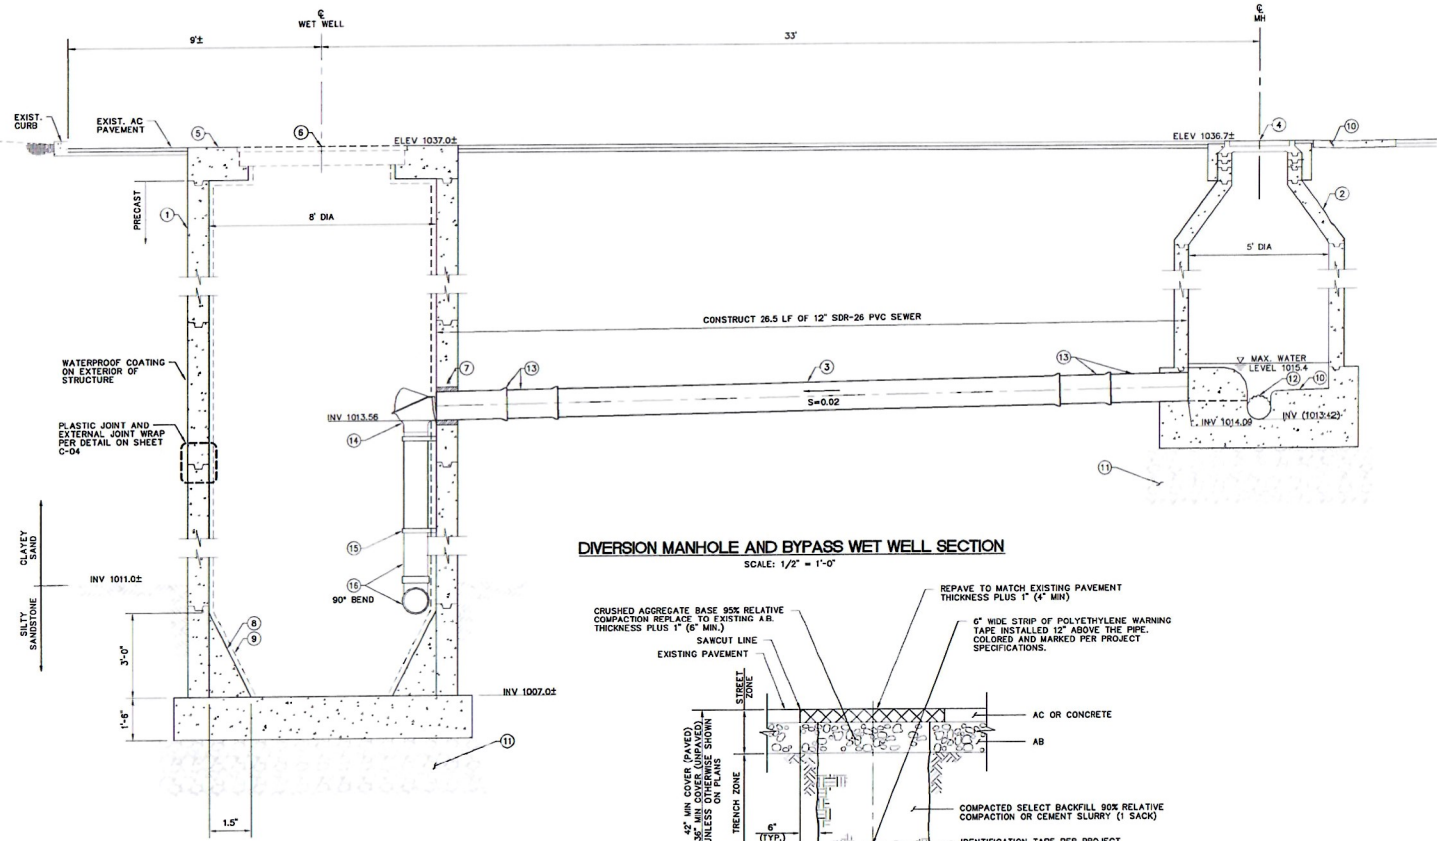 ℄
WET WELL
℄
MH
9'±
33'
EXIST.
CURB
EXIST. AC
PAVEMENT
5
6
ELEV 1037.0±
ELEV 1036.7±
4
10
PRECAST
1
2
8' DIA
5' DIA
CONSTRUCT 26.5 LF OF 12" SDR-26 PVC SEWER
WATERPROOF COATING
ON EXTERIOR OF
STRUCTURE
7
13
3
13
MAX. WATER
LEVEL 1015.4
12
10
S=0.02
INV 1013.56
14
INV 1014.09
INV (1013.42)
PLASTIC JOINT AND
EXTERNAL JOINT WRAP
PER DETAIL ON SHEET
C-04
11
CLAYEY
SAND
15
DIVERSION MANHOLE AND BYPASS WET WELL SECTION
SCALE: 1/2" = 1'-0"
INV 1011.0±
16
90° BEND
SILTY
SANDSTONE
8
9
3'-0"
INV 1007.0±
1'-6"
11
1.5"
REPAVE TO MATCH EXISTING PAVEMENT
THICKNESS PLUS 1" (4" MIN)
CRUSHED AGGREGATE BASE 95% RELATIVE
COMPACTION REPLACE TO EXISTING A.B.
THICKNESS PLUS 1" (6" MIN.)
6" WIDE STRIP OF POLYETHYLENE WARNING
TAPE INSTALLED 12" ABOVE THE PIPE.
COLORED AND MARKED PER PROJECT
SPECIFICATIONS.
SAWCUT LINE
EXISTING PAVEMENT
STREET
ZONE
AC OR CONCRETE
AB
42" MIN COVER (PAVED)
36" MIN COVER (UNPAVED)
UNLESS OTHERWISE SHOWN
ON PLANS
TRENCH ZONE
6"
(TYP.)
COMPACTED SELECT BACKFILL 90% RELATIVE
COMPACTION OR CEMENT SLURRY (1 SACK)
IDENTIFICATION TAPE PER PROJECT